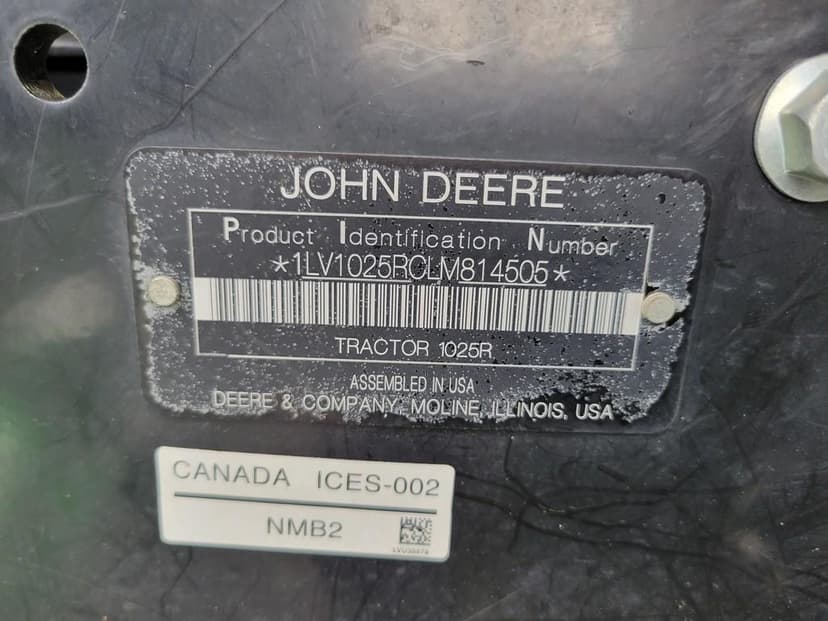 JOHN DEERE
Product Identification Number
*1LV1025RCLM814505*
TRACTOR 1025R
ASSEMBLED IN USA
DEERE & COMPANY, MOLINE, ILLINOIS, USA
CANADA ICES-002
NMB2